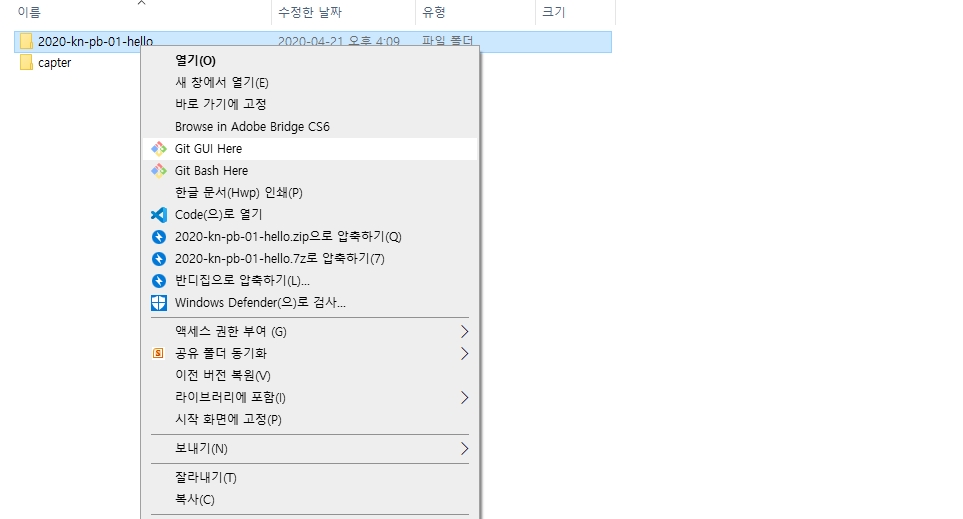 이름 수정한 날짜 유형 크기
2020-kn-pb-01-hello 2020-04-21 오후 4:09 파일 폴더
capter
열기(O)
새 창에서 열기(E)
바로 가기에 고정
Browse in Adobe Bridge CS6
Git GUI Here
Git Bash Here
한글 문서(Hwp) 인쇄(P)
Code(으)로 열기
2020-kn-pb-01-hello.zip으로 압축하기(Q)
2020-kn-pb-01-hello.7z로 압축하기(7)
반디집으로 압축하기(L)...
Windows Defender(으)로 검사...
액세스 권한 부여 (G)
공유 폴더 동기화
이전 버전 복원(V)
라이브러리에 포함(I)
시작 화면에 고정(P)
보내기(N)
잘라내기(T)
복사(C)